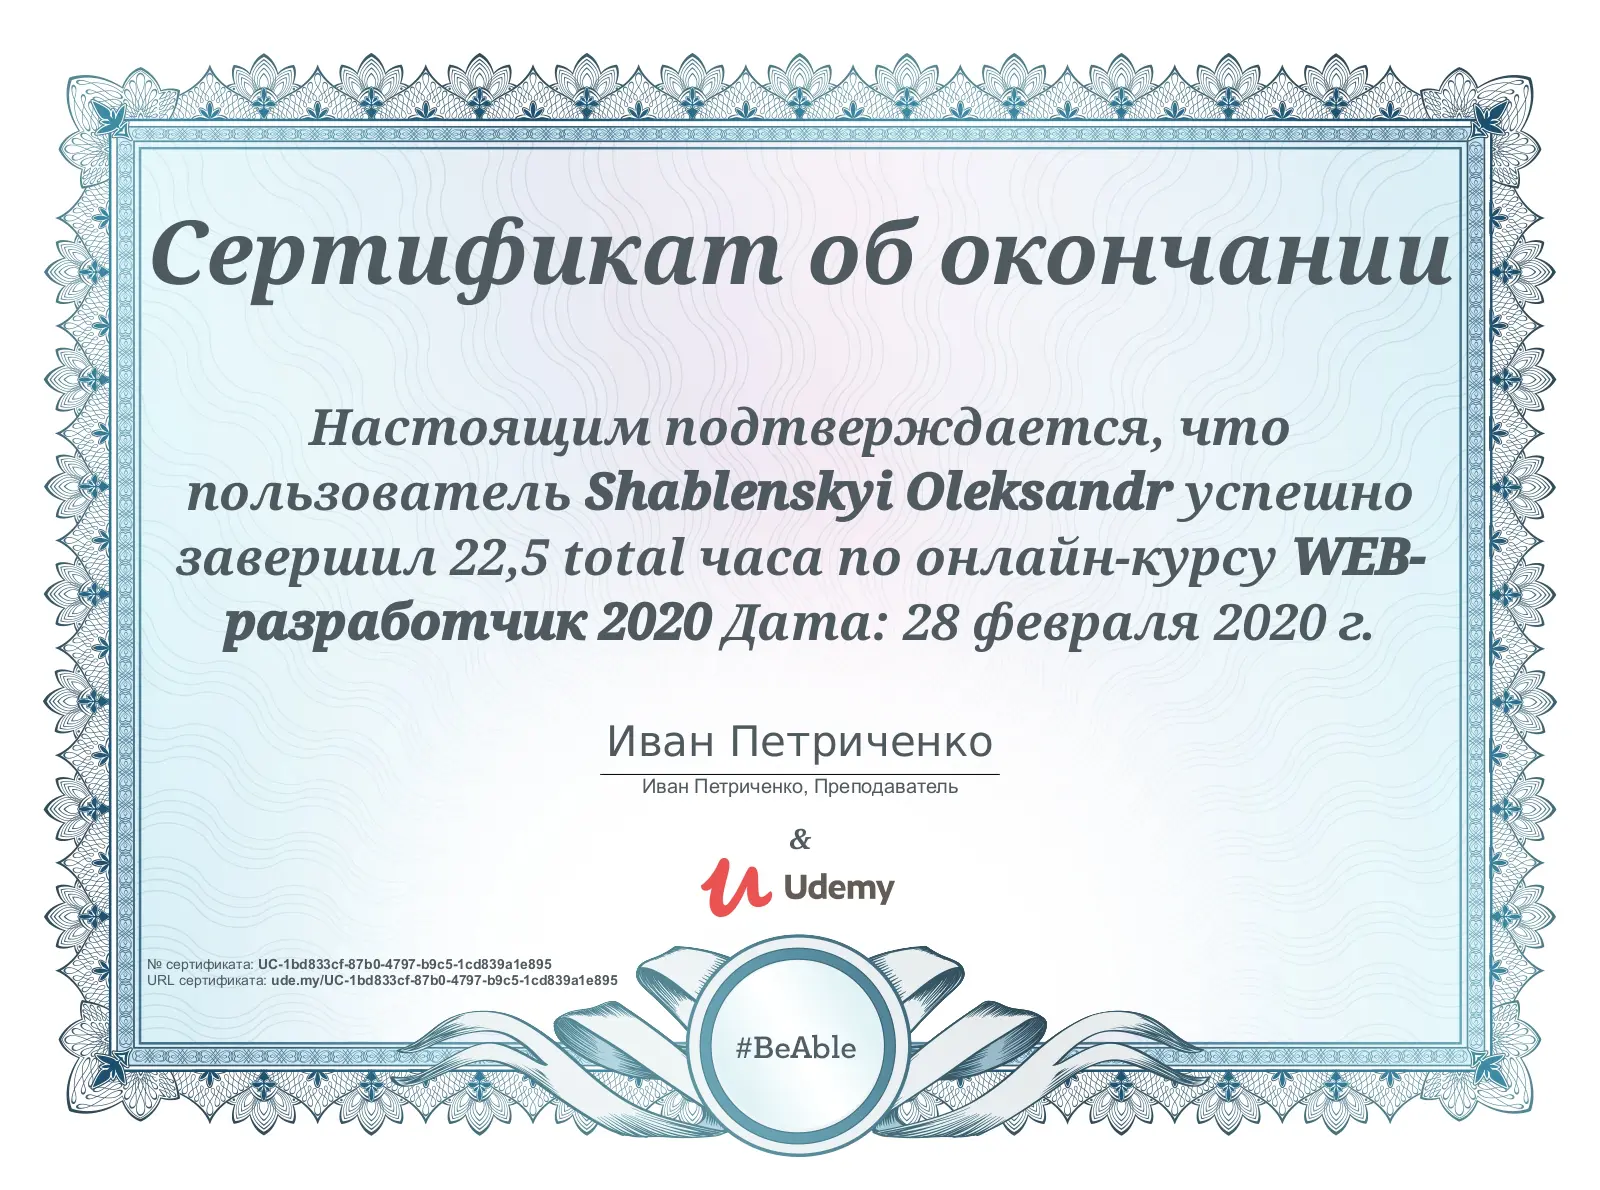 Сертификат об окончании
Настоящим подтверждается, что
пользователь Shablenskyi Oleksandr успешно
завершил 22,5 total часа по онлайн-курсу WEB-
разработчик 2020 Дата: 28 февраля 2020 г.
Иван Петриченко
Иван Петриченко, Преподаватель
&
Udemy
№ сертификата: UC-1bd833cf-87b0-4797-b9c5-1cd839a1e895
URL сертификата: ude.my/UC-1bd833cf-87b0-4797-b9c5-1cd839a1e895
#BeAble